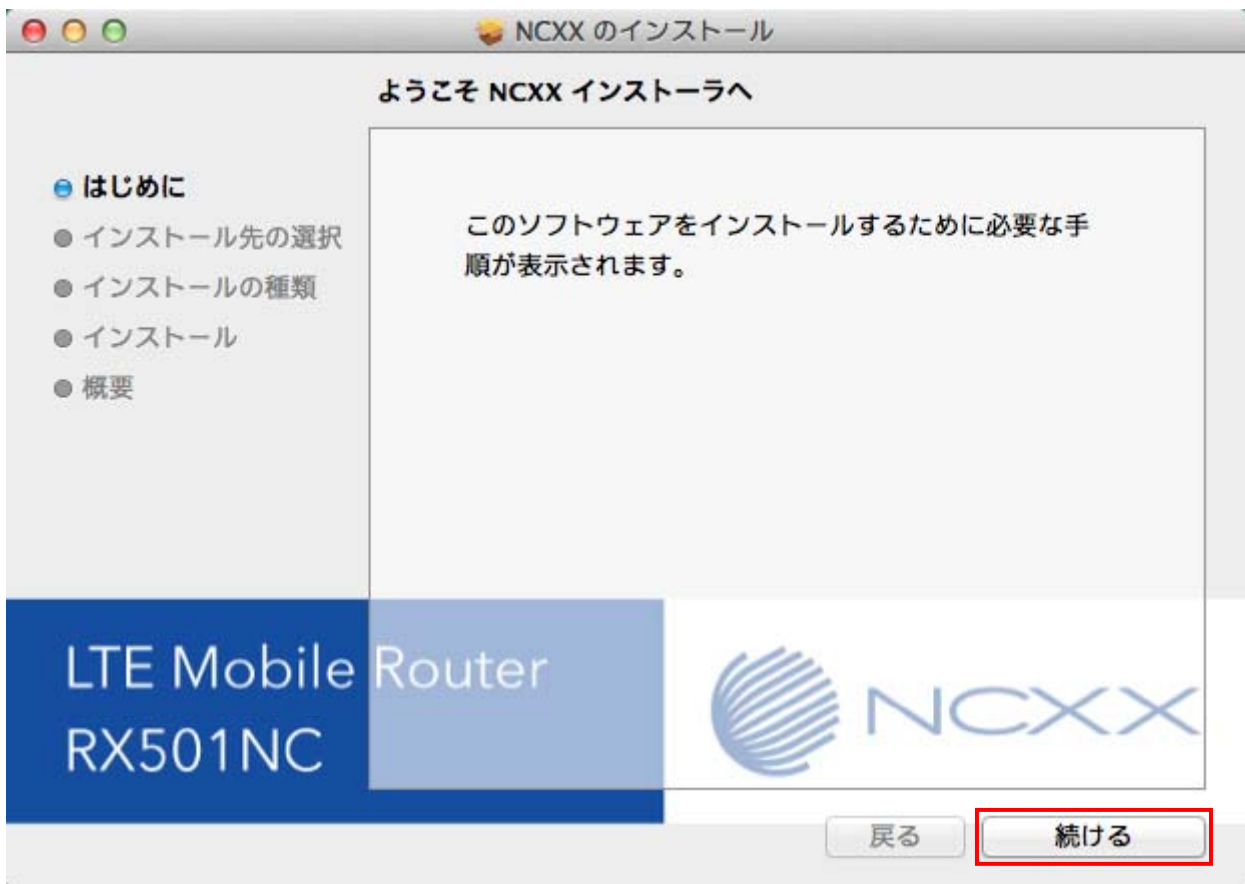 NCXX のインストール
ようこそ NCXX インストーラへ
はじめに
インストール先の選択
インストールの種類
インストール
概要
このソフトウェアをインストールするために必要な手
順が表示されます。
LTE Mobile Router
RX501NC
NCXX
戻る
続ける